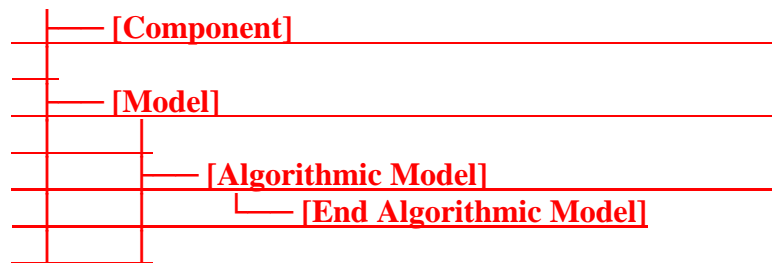 [Component]
[Model]
[Algorithmic Model]
[End Algorithmic Model]